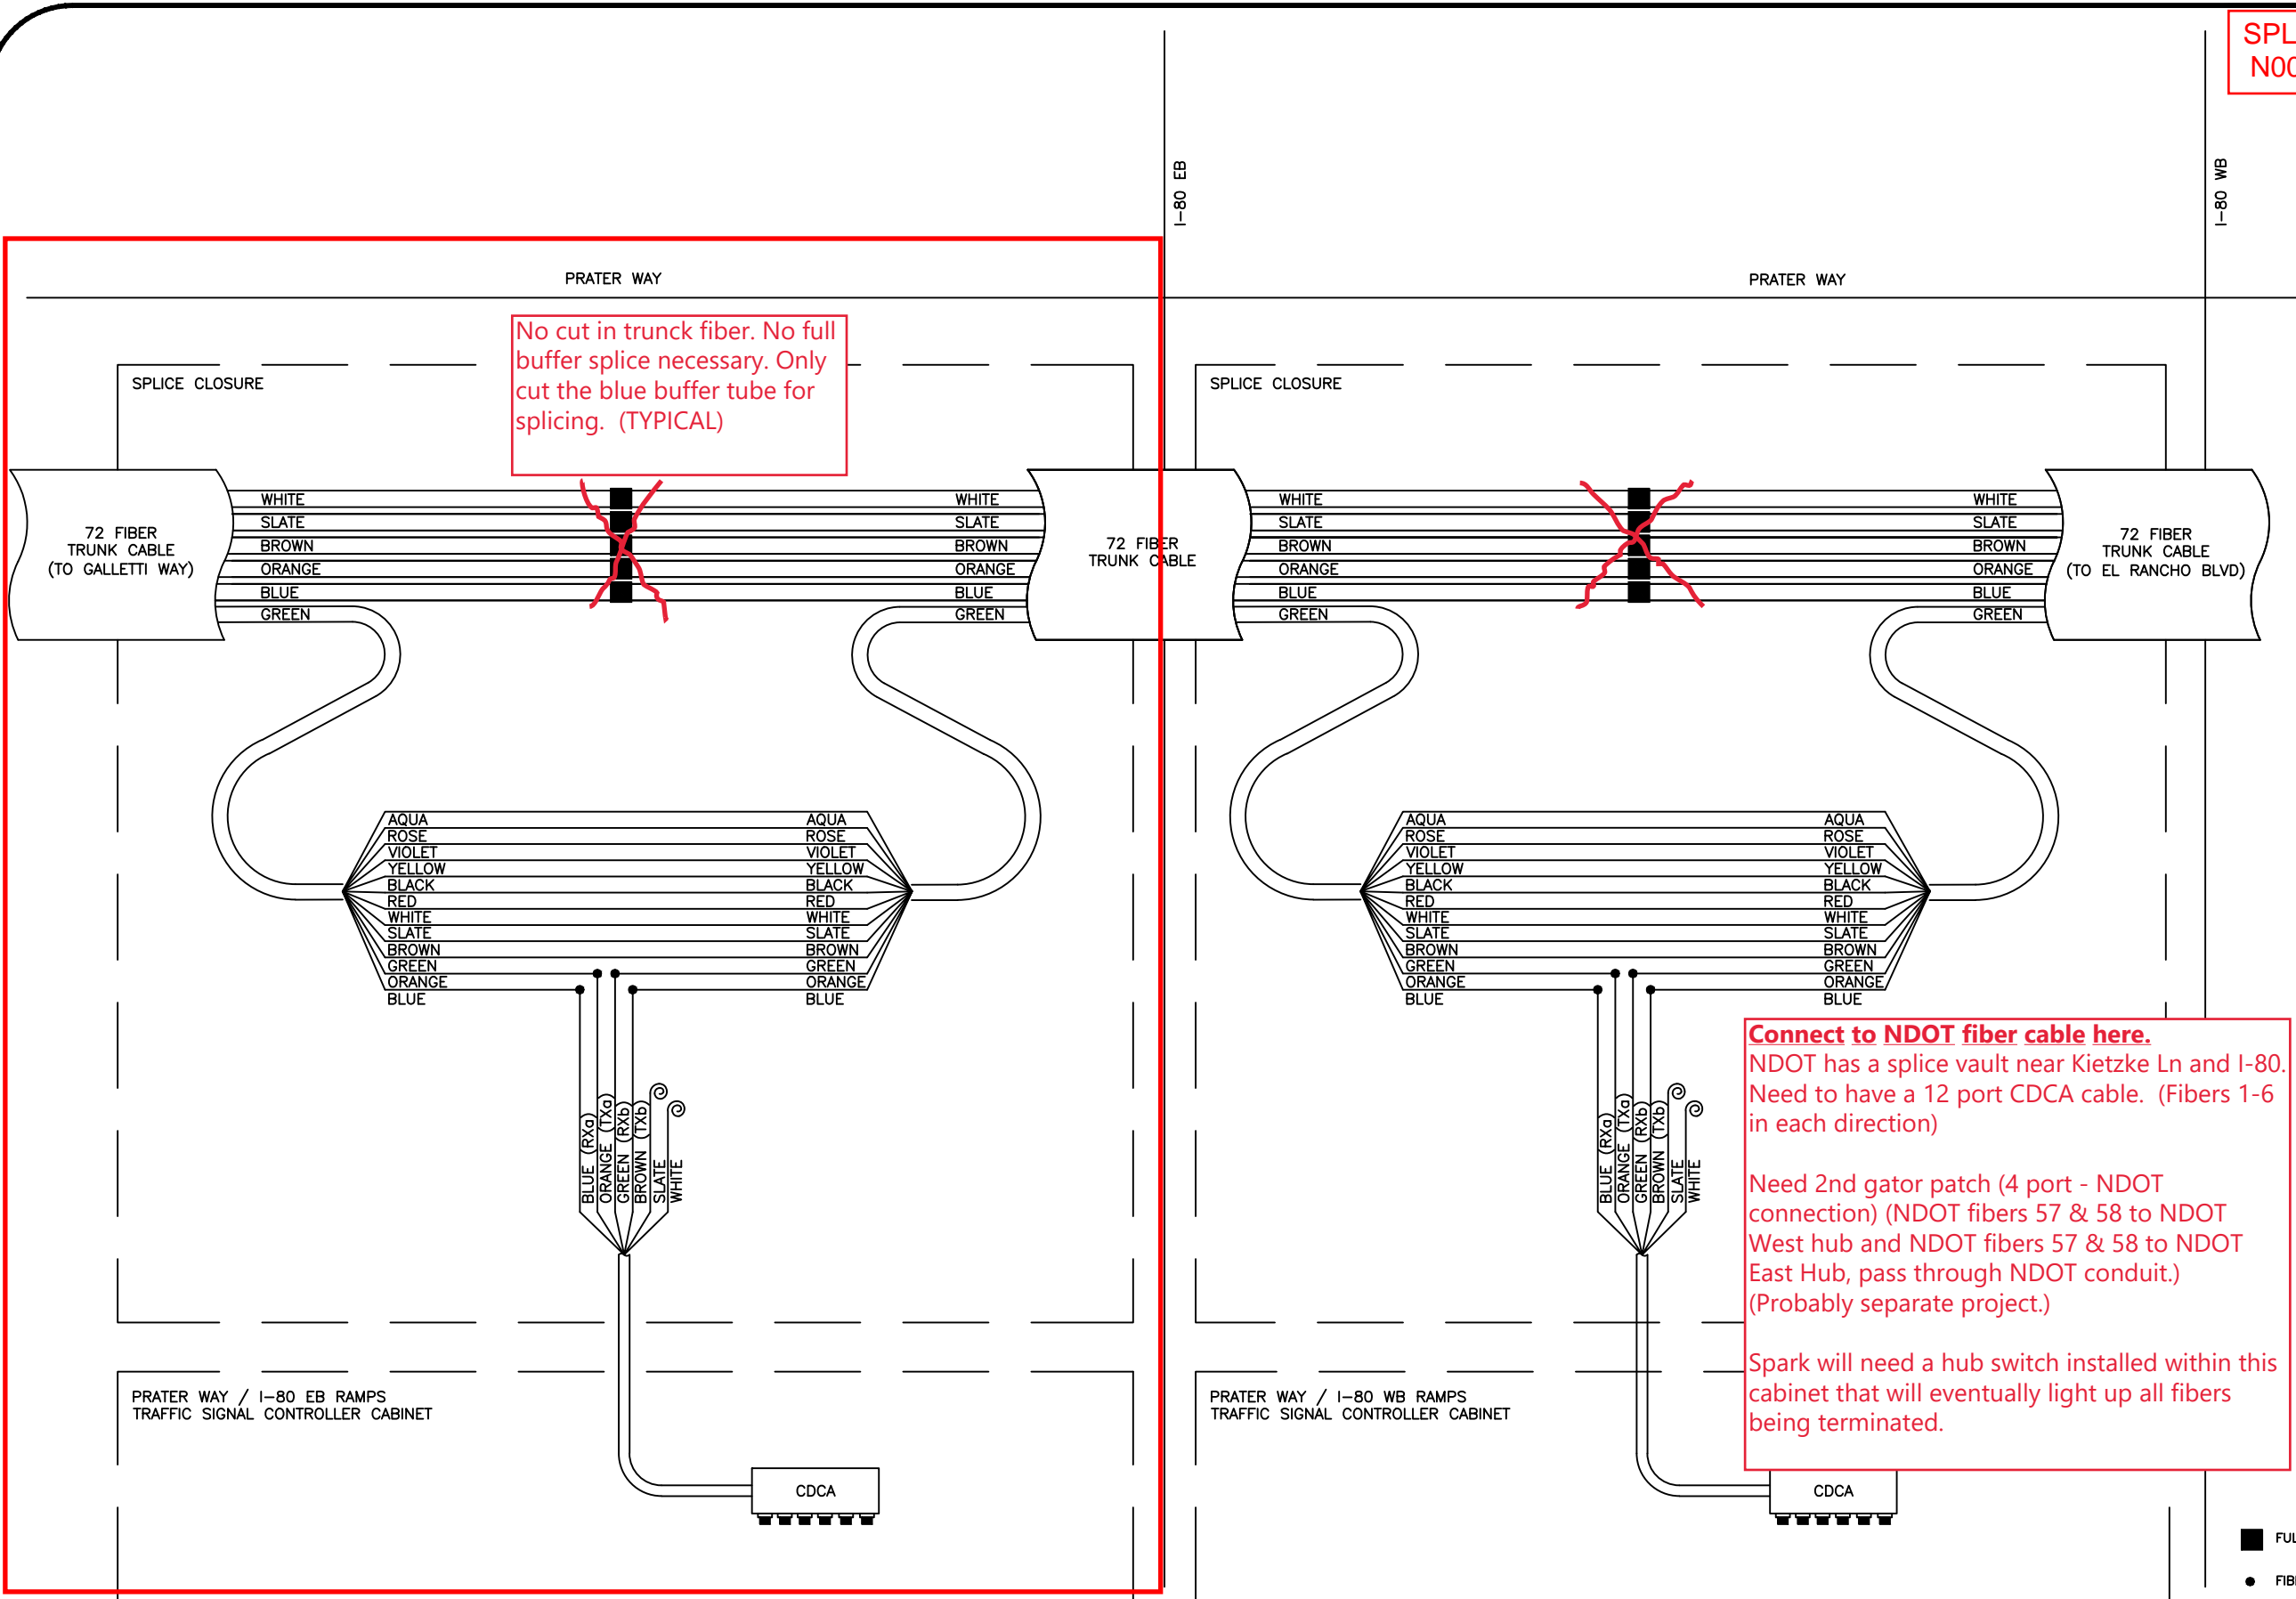 SPL
N00
I-80 EB
I-80 WB
PRATER WAY
PRATER WAY
No cut in trunck fiber. No full
buffer splice necessary. Only
cut the blue buffer tube for
splicing. (TYPICAL)
SPLICE CLOSURE
SPLICE CLOSURE
72 FIBER
TRUNK CABLE
(TO GALLETTI WAY)
WHITE
SLATE
BROWN
ORANGE
BLUE
GREEN
WHITE
SLATE
BROWN
ORANGE
BLUE
GREEN
72 FIBER
TRUNK CABLE
WHITE
SLATE
BROWN
ORANGE
BLUE
GREEN
WHITE
SLATE
BROWN
ORANGE
BLUE
GREEN
72 FIBER
TRUNK CABLE
(TO EL RANCHO BLVD)
AQUA
ROSE
VIOLET
YELLOW
BLACK
RED
WHITE
SLATE
BROWN
GREEN
ORANGE
BLUE
AQUA
ROSE
VIOLET
YELLOW
BLACK
RED
WHITE
SLATE
BROWN
GREEN
ORANGE
BLUE
AQUA
ROSE
VIOLET
YELLOW
BLACK
RED
WHITE
SLATE
BROWN
GREEN
ORANGE
BLUE
AQUA
ROSE
VIOLET
YELLOW
BLACK
RED
WHITE
SLATE
BROWN
GREEN
ORANGE
BLUE
BLUE (RXa)
ORANGE (TXa)
GREEN (RXb)
BROWN (TXb)
SLATE
WHITE
BLUE (RXa)
ORANGE (TXa)
GREEN (RXb)
BROWN (TXb)
SLATE
WHITE
Connect to NDOT fiber cable here.
NDOT has a splice vault near Kietzke Ln and I-80.
Need to have a 12 port CDCA cable. (Fibers 1-6
in each direction)
Need 2nd gator patch (4 port - NDOT
connection) (NDOT fibers 57 & 58 to NDOT
West hub and NDOT fibers 57 & 58 to NDOT
East Hub, pass through NDOT conduit.)
(Probably separate project.)
Spark will need a hub switch installed within this
cabinet that will eventually light up all fibers
being terminated.
PRATER WAY / I-80 EB RAMPS
TRAFFIC SIGNAL CONTROLLER CABINET
PRATER WAY / I-80 WB RAMPS
TRAFFIC SIGNAL CONTROLLER CABINET
CDCA
CDCA
FUL
FIB